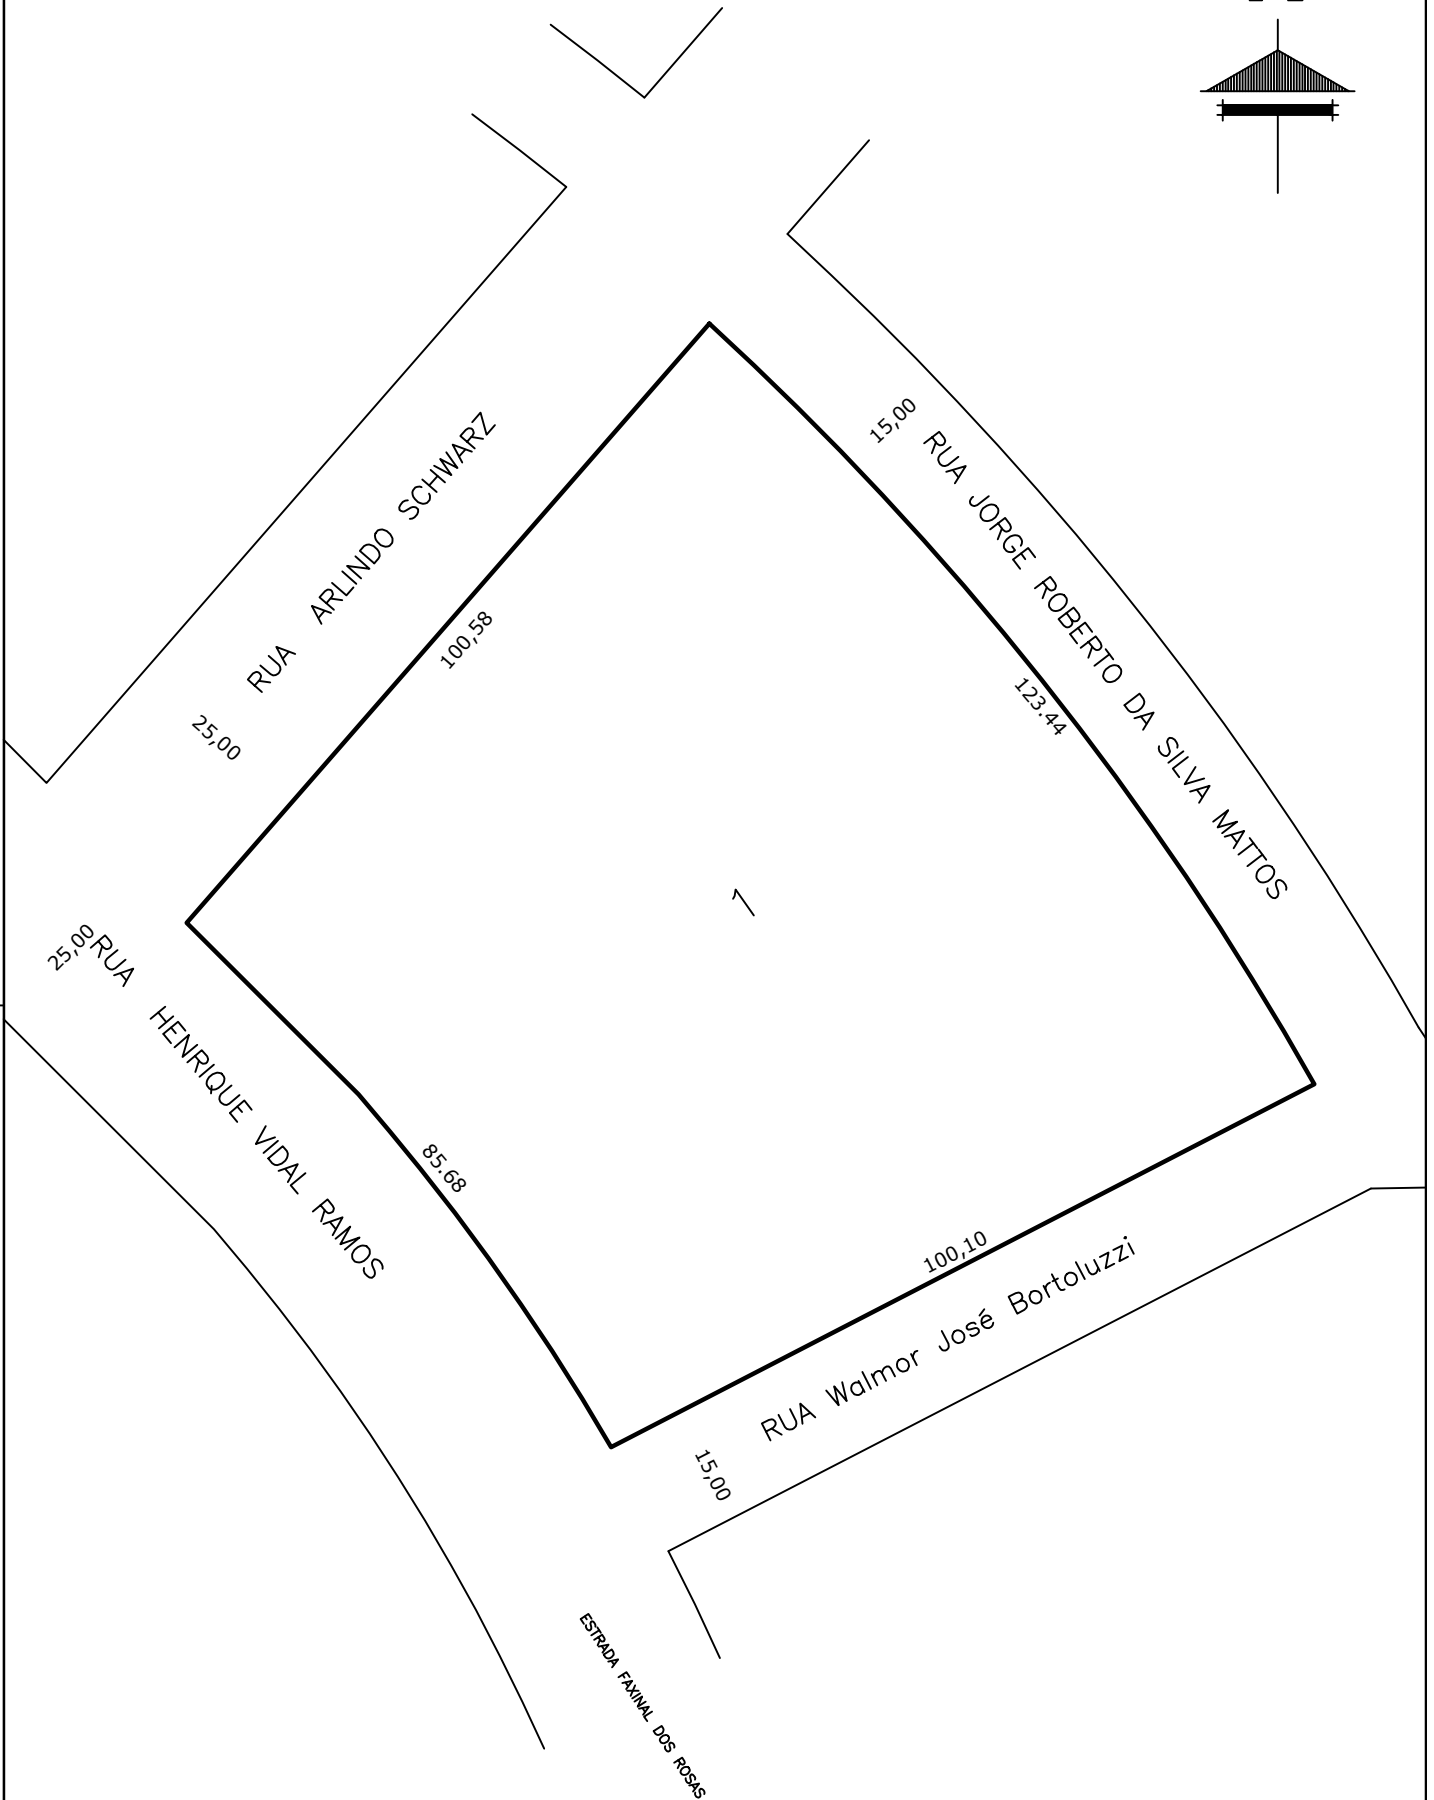 15,00
RUA JORGE ROBERTO DA SILVA MATTOS
RUA ARLINDO SCHWARZ
100,58
123.44
25,00
1
25,00
RUA HENRIQUE VIDAL RAMOS
85.68
100,10
RUA Walmor José Bortoluzzi
15,00
ESTRADA FAXINAL DOS ROSAS